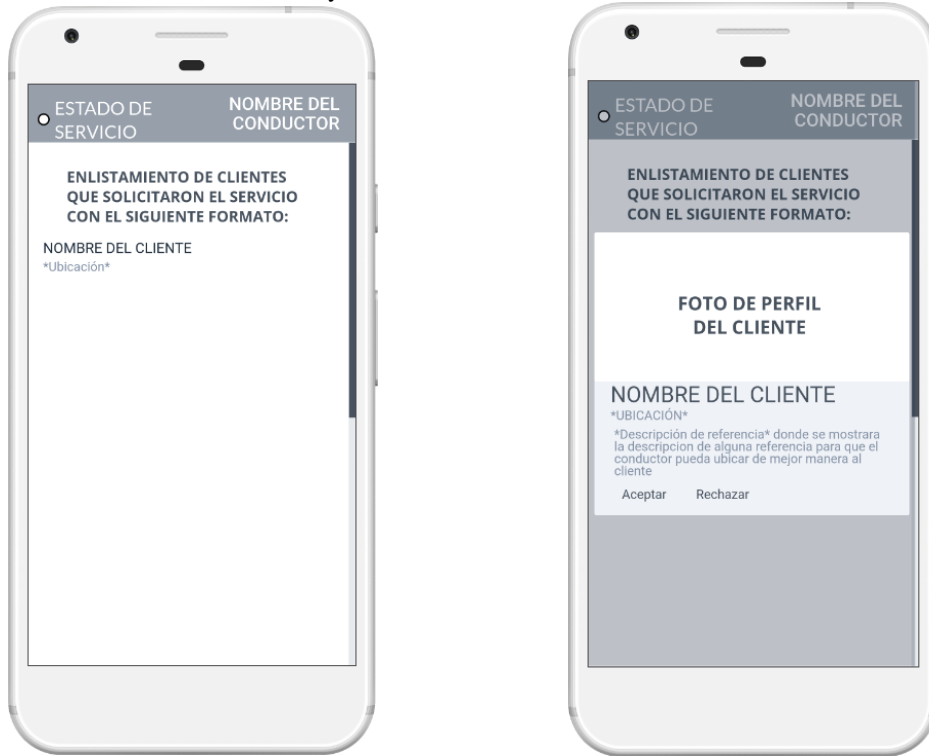 ESTADO DE
SERVICIO
NOMBRE DEL
CONDUCTOR
ENLISTAMIENTO DE CLIENTES
QUE SOLICITARON EL SERVICIO
CON EL SIGUIENTE FORMATO:
NOMBRE DEL CLIENTE
*Ubicación*
ESTADO DE
SERVICIO
NOMBRE DEL
CONDUCTOR
ENLISTAMIENTO DE CLIENTES
QUE SOLICITARON EL SERVICIO
CON EL SIGUIENTE FORMATO:
FOTO DE PERFIL
DEL CLIENTE
NOMBRE DEL CLIENTE
*UBICACIÓN*
*Descripción de referencia* donde se mostrara
la descripcion de alguna referencia para que el
conductor pueda ubicar de mejor manera al
cliente
Aceptar Rechazar